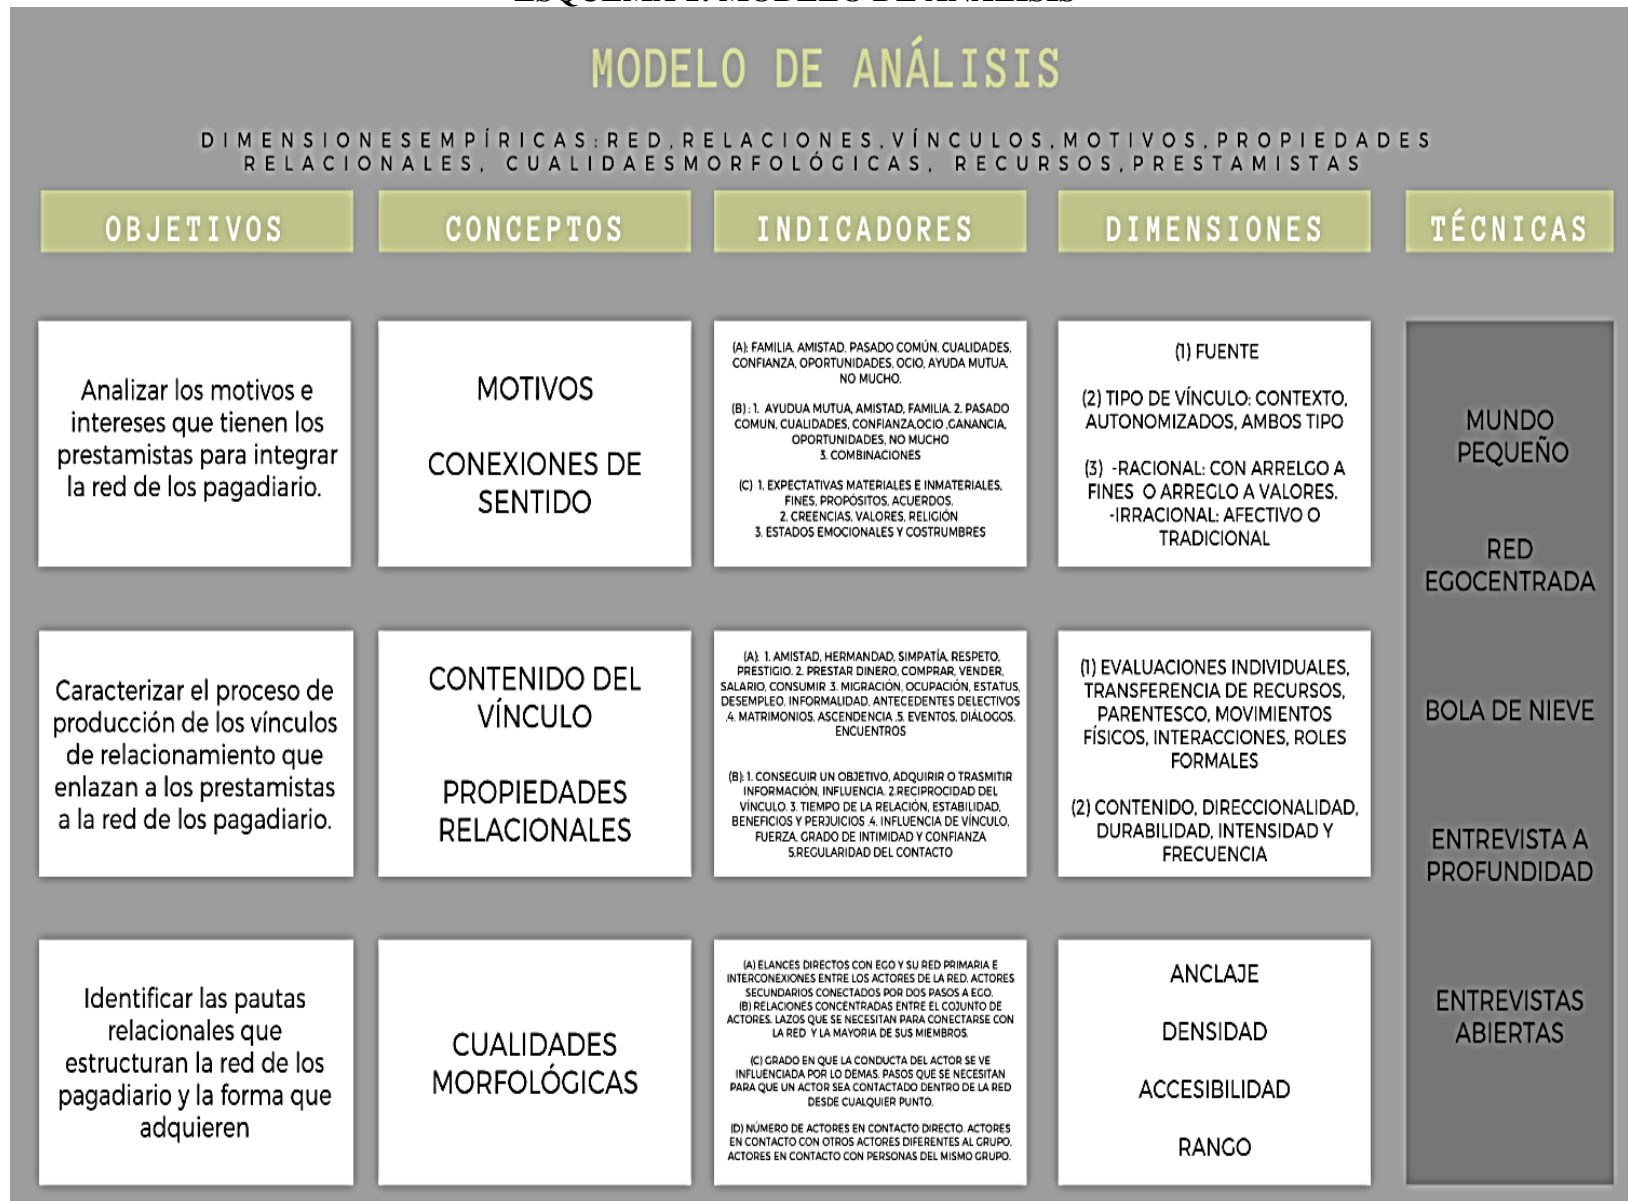 ESQUEMA 1. MODELO DE ANÁLISIS
MODELO DE ANÁLISIS
DIMENSIONESEMPÍRICAS:RED,RELACIONES,VÍNCULOS,MOTIVOS,PROPIEDADES
RELACIONALES, CUALIDAESMORFOLÓGICAS, RECURSOS,PRESTAMISTAS
OBJETIVOS
CONCEPTOS
INDICADORES
DIMENSIONES
TÉCNICAS
Analizar los motivos e
intereses que tienen los
prestamistas para integrar
la red de los pagadiario.
MOTIVOS
CONEXIONES DE
SENTIDO
(A): FAMILIA, AMISTAD, PASADO COMÚN, CUALIDADES,
CONFIANZA, OPORTUNIDADES, OCIO, AYUDA MUTUA,
NO MUCHO.
(B) : 1. AYUDUA MUTUA, AMISTAD, FAMILIA. 2. PASADO
COMUN, CUALIDADES, CONFIANZA,OCIO ,GANANCIA,
OPORTUNIDADES, NO MUCHO
3. COMBINACIONES
(C) 1. EXPECTATIVAS MATERIALES E INMATERIALES,
FINES, PROPÓSITOS, ACUERDOS,
2. CREENCIAS, VALORES, RELIGIÓN
3. ESTADOS EMOCIONALES Y COSTRUMBRES
(1) FUENTE
(2) TIPO DE VÍNCULO: CONTEXTO,
AUTONOMIZADOS, AMBOS TIPO
(3) -RACIONAL: CON ARRELGO A
FINES O ARREGLO A VALORES.
-IRRACIONAL: AFECTIVO O
TRADICIONAL
Caracterizar el proceso de
producción de los vínculos
de relacionamiento que
enlazan a los prestamistas
a la red de los pagadiario.
CONTENIDO DEL
VÍNCULO
PROPIEDADES
RELACIONALES
(A): 1. AMISTAD, HERMANDAD, SIMPATÍA, RESPETO,
PRESTIGIO. 2. PRESTAR DINERO, COMPRAR, VENDER,
SALARIO, CONSUMIR .3. MIGRACIÓN, OCUPACIÓN, ESTATUS,
DESEMPLEO, INFORMALIDAD, ANTECEDENTES DELECTIVOS
.4. MATRIMONIOS, ASCENDENCIA .5. EVENTOS, DIÁLOGOS,
ENCUENTROS
(B): 1. CONSEGUIR UN OBJETIVO, ADQUIRIR O TRASMITIR
INFORMACIÓN, INFLUENCIA. 2.RECIPROCIDAD DEL
VÍNCULO. 3. TIEMPO DE LA RELACIÓN, ESTABILIDAD,
BENEFICIOS Y PERJUICIOS .4. INFLUENCIA DE VÍNCULO,
FUERZA, GRADO DE INTIMIDAD Y CONFIANZA
5.REGULARIDAD DEL CONTACTO
(1) EVALUACIONES INDIVIDUALES,
TRANSFERENCIA DE RECURSOS,
PARENTESCO, MOVIMIENTOS
FÍSICOS, INTERACCIONES, ROLES
FORMALES
(2) CONTENIDO, DIRECCIONALIDAD,
DURABILIDAD, INTENSIDAD Y
FRECUENCIA
Identificar las pautas
relacionales que
estructuran la red de los
pagadiario y la forma que
adquieren
CUALIDADES
MORFOLÓGICAS
(A) ELANCES DIRECTOS CON EGO Y SU RED PRIMARIA E
INTERCONEXIONES ENTRE LOS ACTORES DE LA RED. ACTORES
SECUNDARIOS CONECTADOS POR DOS PASOS A EGO.
(B) RELACIONES CONCENTRADAS ENTRE EL COJUNTO DE
ACTORES. LAZOS QUE SE NECESITAN PARA CONECTARSE CON
LA RED Y LA MAYORIA DE SUS MIEMBROS.
(C) GRADO EN QUE LA CONDUCTA DEL ACTOR SE VE
INFLUENCIADA POR LO DEMAS. PASOS QUE SE NECESITAN
PARA QUE UN ACTOR SEA CONTACTADO DENTRO DE LA RED
DESDE CUALQUIER PUNTO.
(D) NÚMERO DE ACTORES EN CONTACTO DIRECTO. ACTORES
EN CONTACTO CON OTROS ACTORES DIFERENTES AL GRUPO.
ACTORES EN CONTACTO CON PERSONAS DEL MISMO GRUPO.
ANCLAJE
DENSIDAD
ACCESIBILIDAD
RANGO
MUNDO
PEQUEÑO
RED
EGOCENTRADA
BOLA DE NIEVE
ENTREVISTA A
PROFUNDIDAD
ENTREVISTAS
ABIERTAS